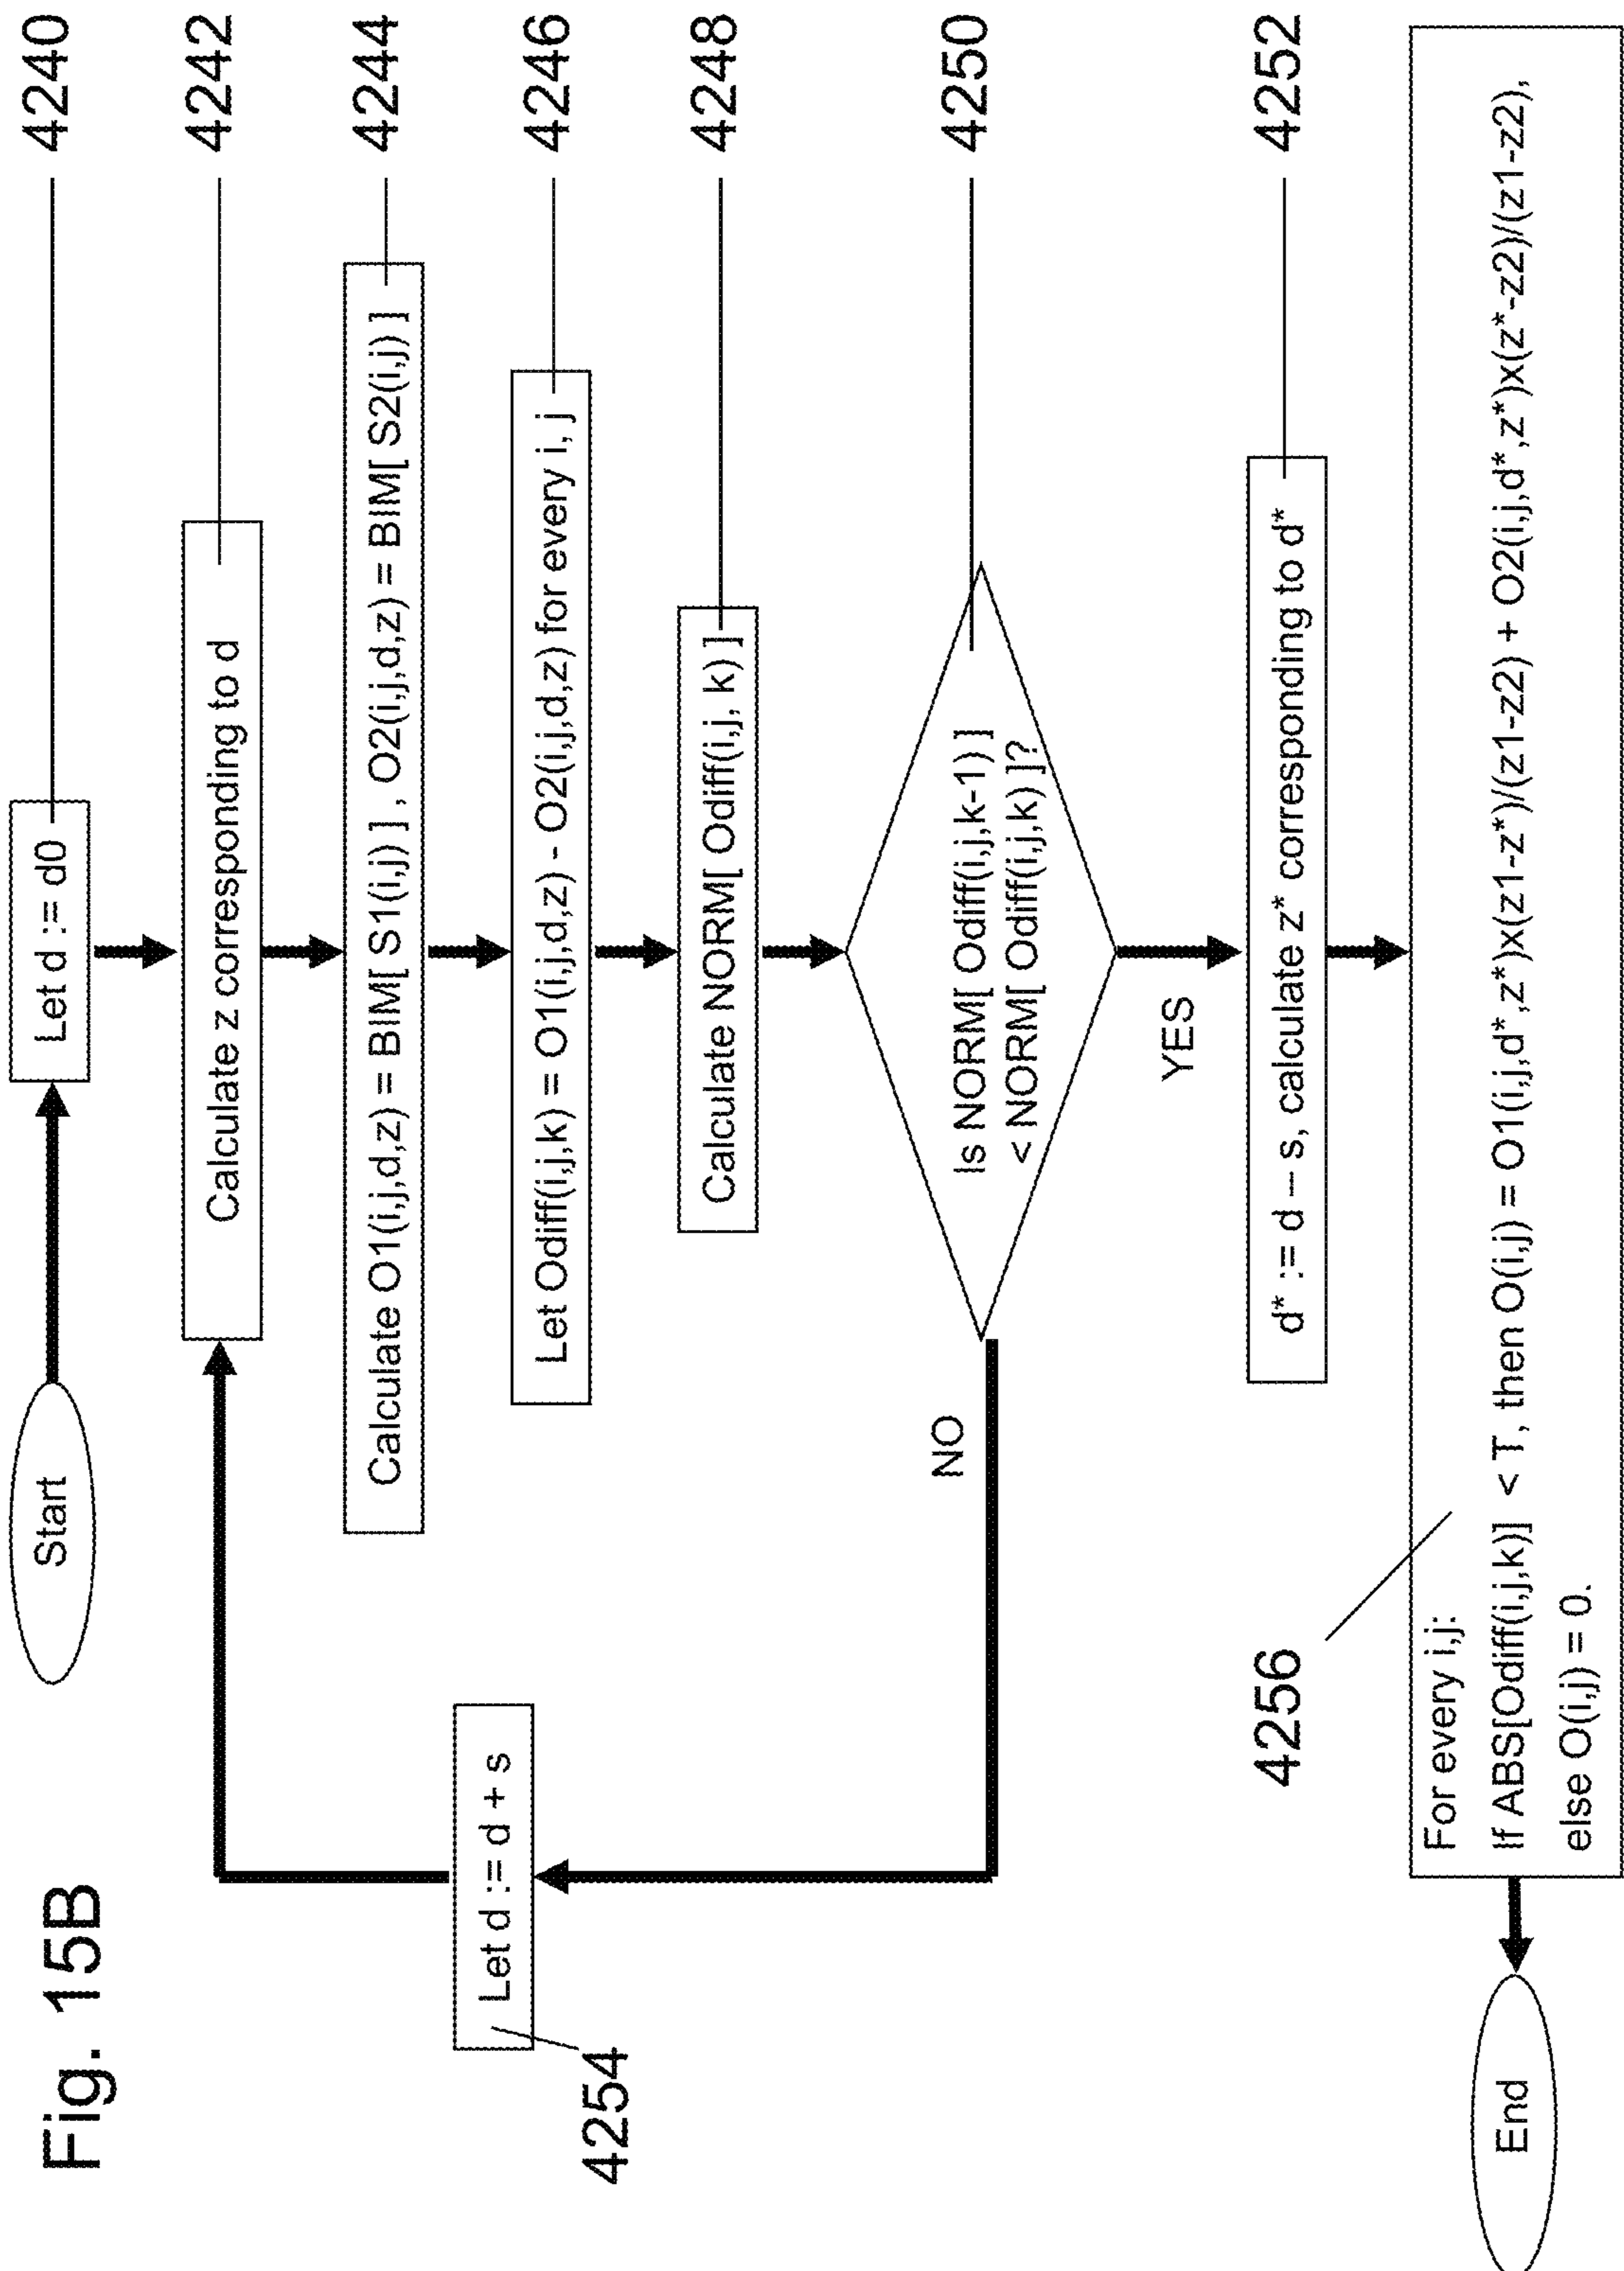 Fig. 15B
Start
Let d := d0
4240
Calculate z corresponding to d
4242
Calculate O1(i,j,d,z) = BIM[ S1(i,j) ] , O2(i,j,d,z) = BIM[ S2(i,j) ]
4244
Let Odiff(i,j,k) = O1(i,j,d,z) - O2(i,j,d,z) for every i, j
4246
Calculate NORM[ Odiff(i,j, k) ]
4248
Is NORM[ Odiff(i,j,k-1) ]
< NORM[ Odiff(i,j,k) ]?
4250
NO
YES
Let d := d + s
4254
d* := d – s, calculate z* corresponding to d*
4252
4256
For every i,j:
If ABS[Odiff(i,j,k)] < T, then O(i,j) = O1(i,j,d*,z*)x(z1-z*)/(z1-z2) + O2(i,j,d*,z*)x(z*-z2)/(z1-z2),
else O(i,j) = 0.
End